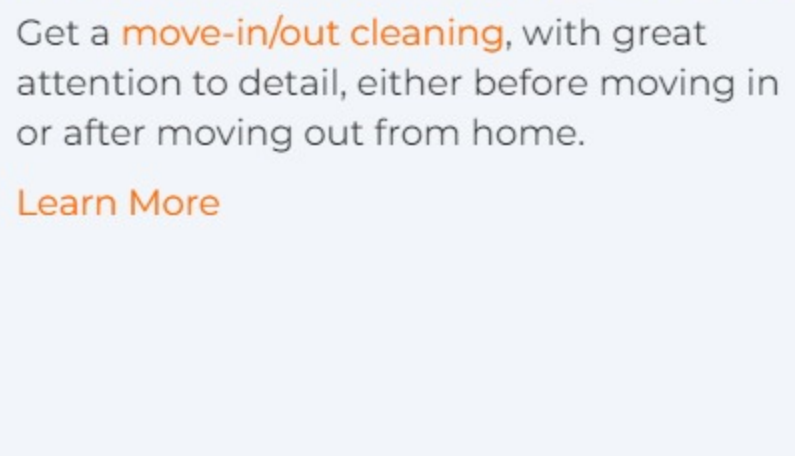 Get a move-in/out cleaning, with great
attention to detail, either before moving in
or after moving out from home.
Learn More